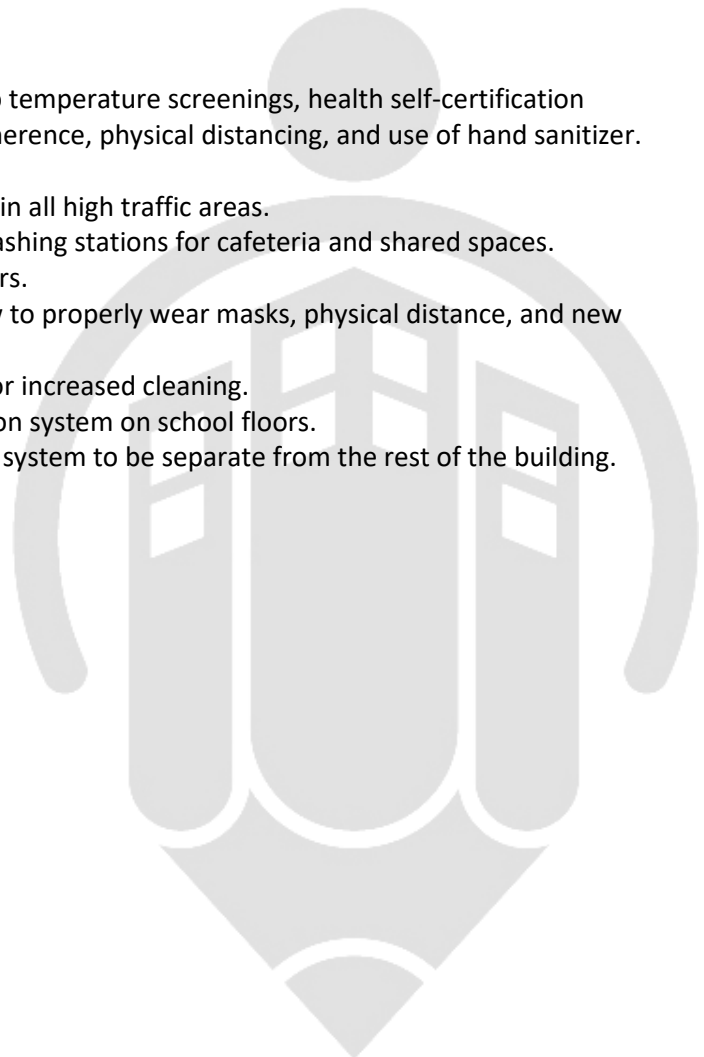 o temperature screenings, health self-certification
herence, physical distancing, and use of hand sanitizer.
in all high traffic areas.
ashing stations for cafeteria and shared spaces.
rs.
to properly wear masks, physical distance, and new
or increased cleaning.
on system on school floors.
system to be separate from the rest of the building.